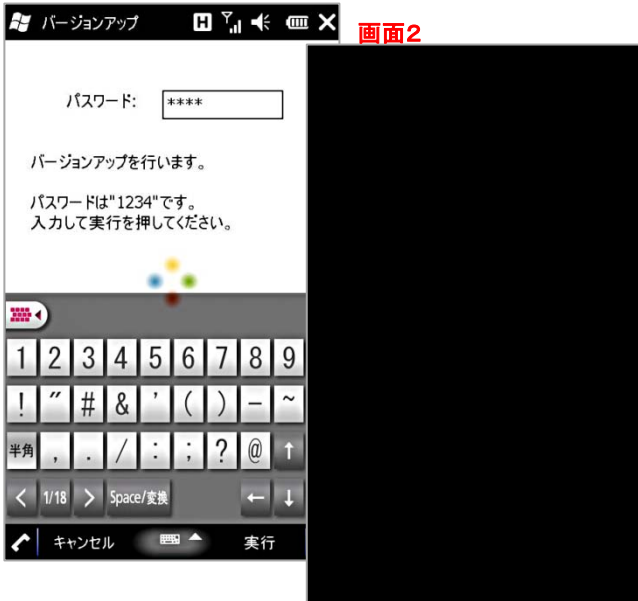 バージョンアップ
H
画面2
パスワード: ****
バージョンアップを行います。
パスワードは"1234"です。
入力して実行を押してください。
1 2 3 4 5 6 7 8 9
! ″ # & ' ( ) − ~
半角 , . / : ; ? @ ↑
< 1/18 > Space/変換 ← ↓
キャンセル 実行